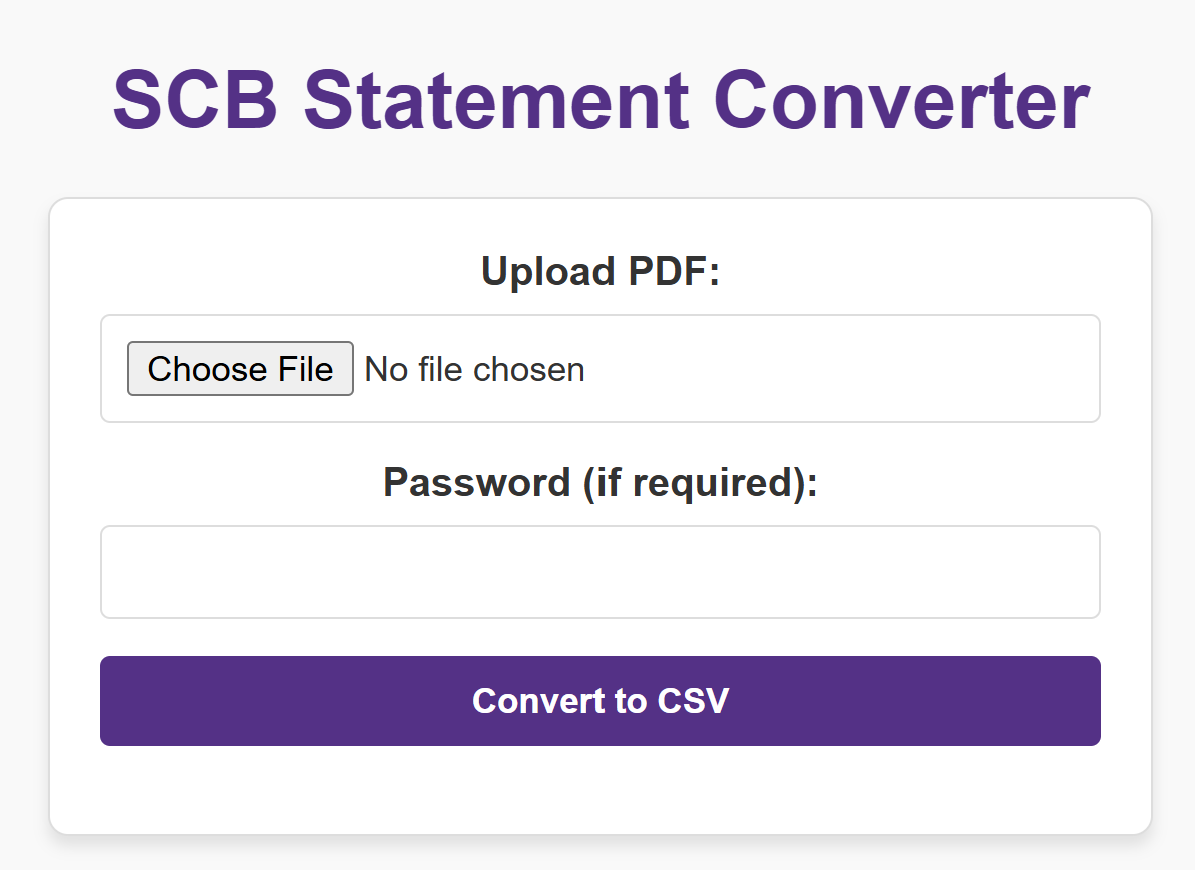 SCB Statement Converter
Upload PDF:
Choose File No file chosen
Password (if required):
Convert to CSV